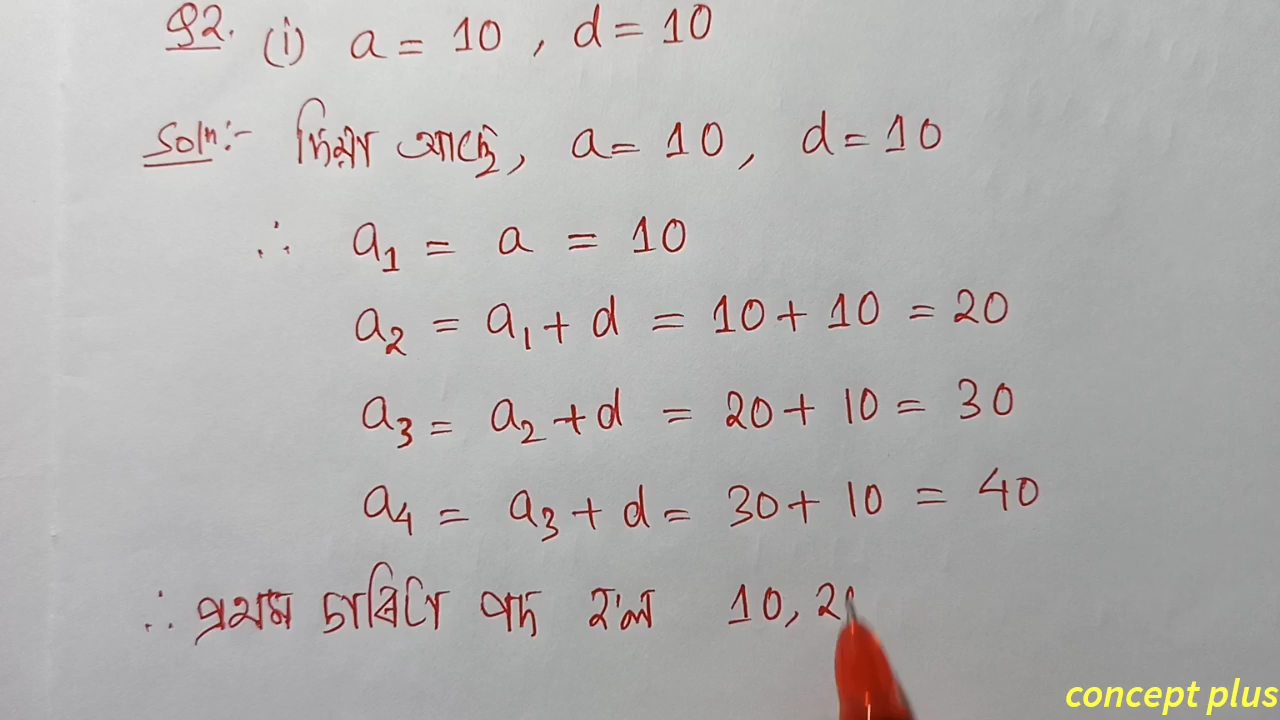 Q2. (i) a = 10 , d = 10
Soln:- দিয়া আছে, a = 10, d = 10
∴ a₁ = a = 10
a₂ = a₁ + d = 10 + 10 = 20
a₃ = a₂ + d = 20 + 10 = 30
a₄ = a₃ + d = 30 + 10 = 40
∴ প্ৰথম চাৰিটা পদ হ'ল 10, 20
concept plus